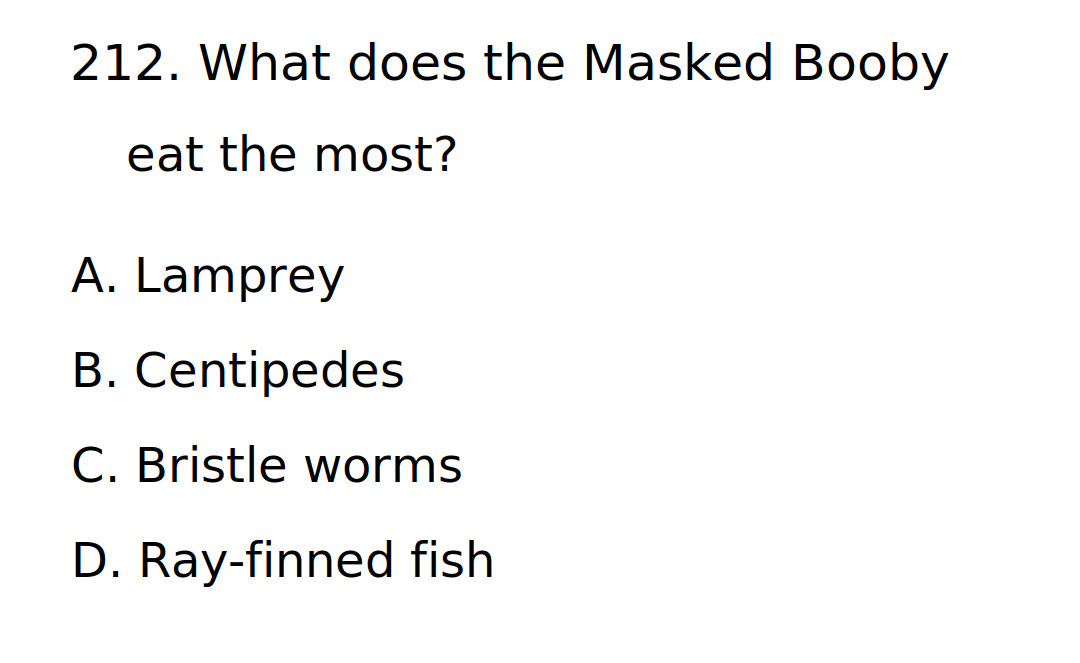 212. What does the Masked Booby
eat the most?
A. Lamprey
B. Centipedes
C. Bristle worms
D. Ray-finned fish